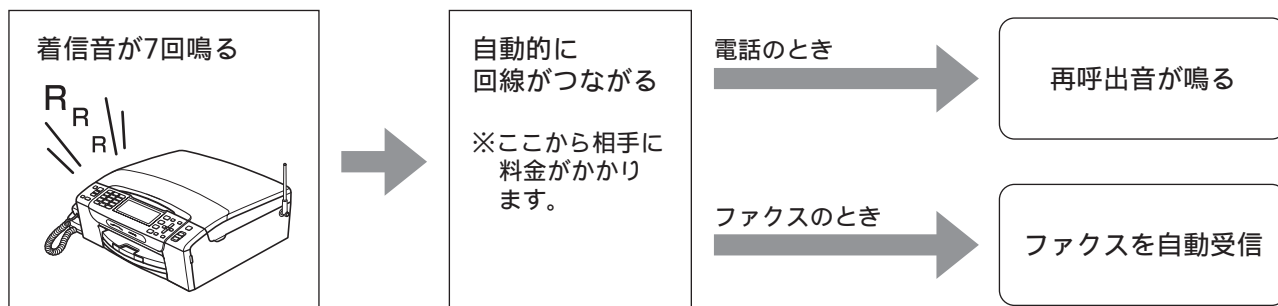 着信音が7回鳴る
R
R
R
自動的に
回線がつながる
※ここから相手に
料金がかかり
ます。
電話のとき
再呼出音が鳴る
ファクスのとき
ファクスを自動受信